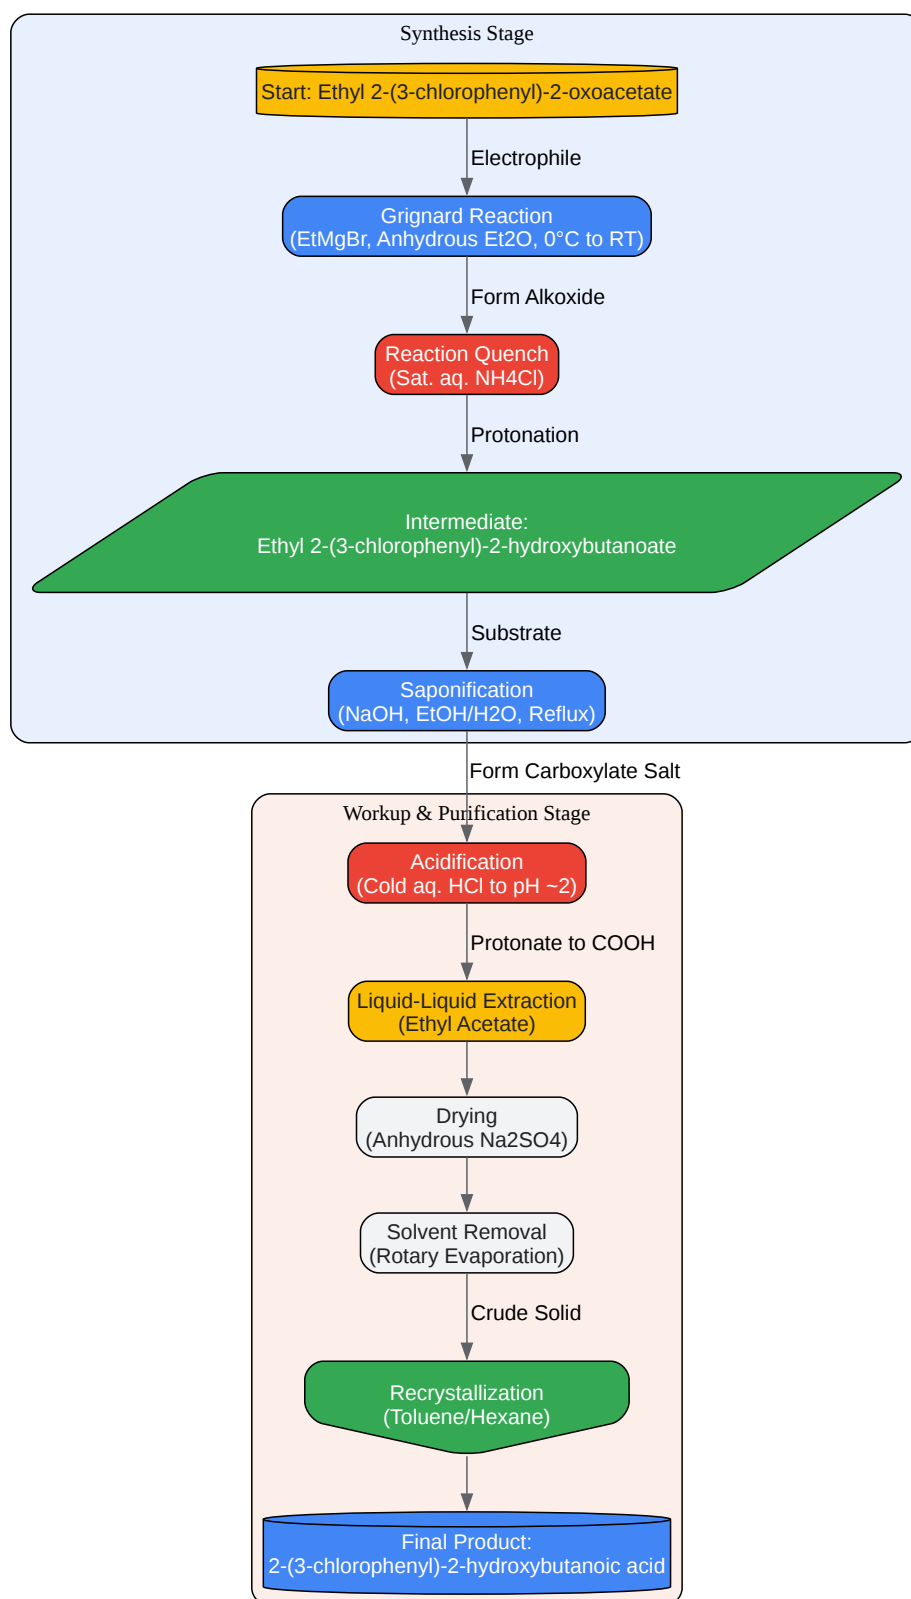 Synthesis Stage
Start: Ethyl 2-(3-chlorophenyl)-2-oxoacetate
Electrophile
Grignard Reaction
(EtMgBr, Anhydrous Et2O, 0°C to RT)
Form Alkoxide
Reaction Quench
(Sat. aq. NH4Cl)
Protonation
Intermediate:
Ethyl 2-(3-chlorophenyl)-2-hydroxybutanoate
Substrate
Saponification
(NaOH, EtOH/H2O, Reflux)
Form Carboxylate Salt
Workup & Purification Stage
Acidification
(Cold aq. HCl to pH ~2)
Protonate to COOH
Liquid-Liquid Extraction
(Ethyl Acetate)
Drying
(Anhydrous Na2SO4)
Solvent Removal
(Rotary Evaporation)
Crude Solid
Recrystallization
(Toluene/Hexane)
Final Product:
2-(3-chlorophenyl)-2-hydroxybutanoic acid